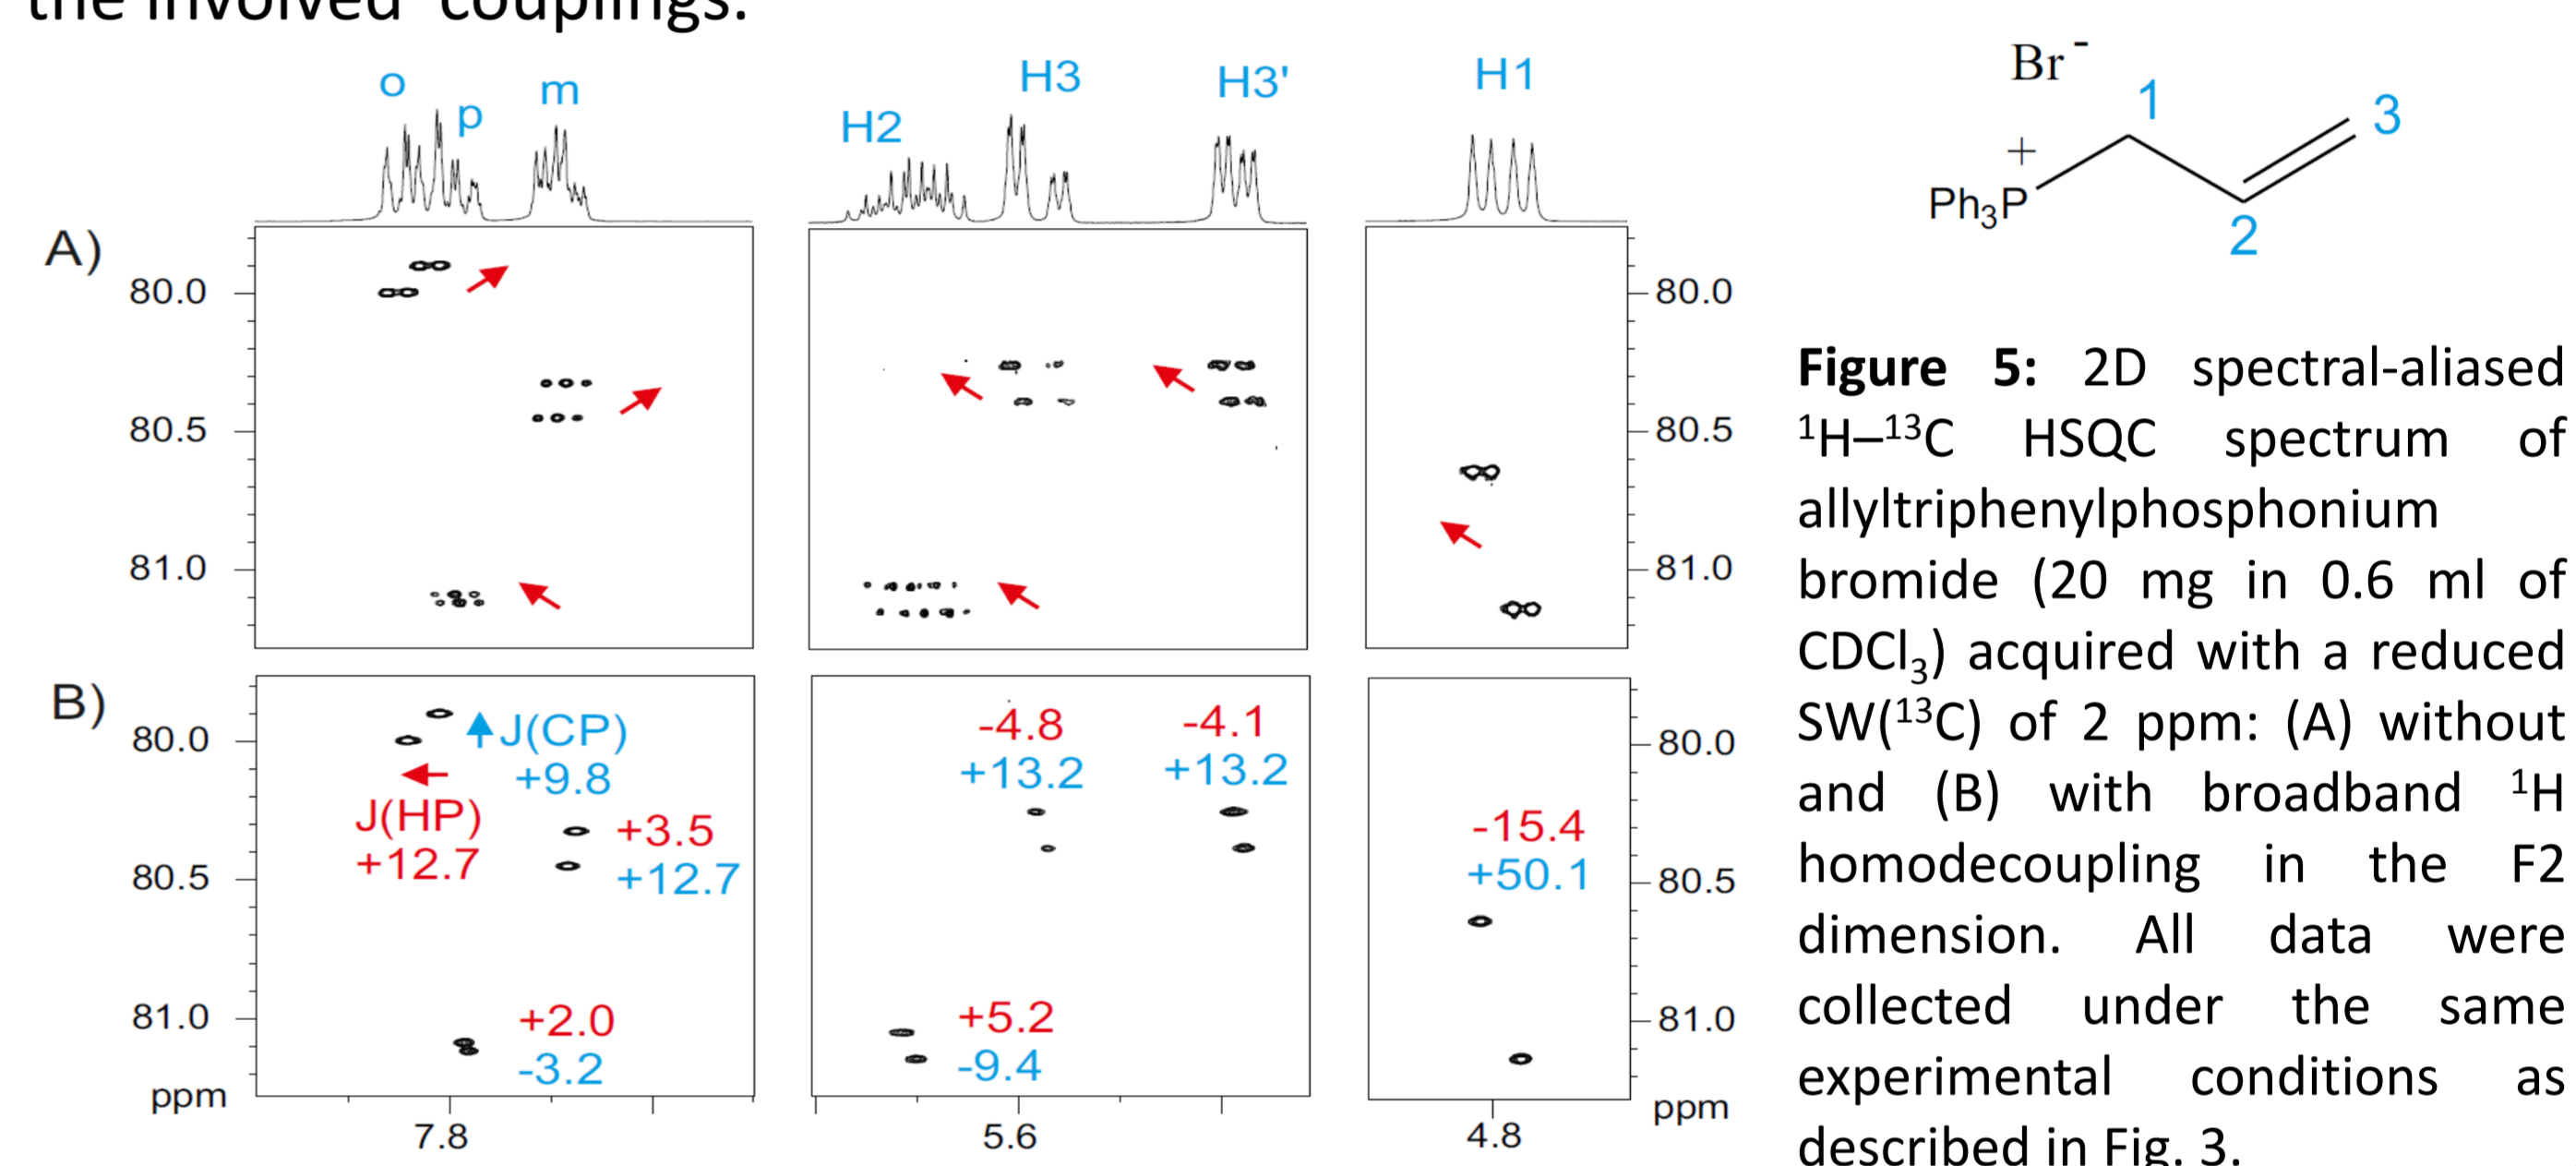 the involved couplings.
o
p
m
H2
H3
H3'
H1
A)
80.0
80.5
81.0
80.0
80.5
81.0
B)
80.0
80.5
81.0
ppm
J(CP)
+9.8
J(HP)
+12.7
+3.5
+12.7
+2.0
-3.2
-4.8
+13.2
-4.1
+13.2
+5.2
-9.4
-15.4
+50.1
80.0
80.5
81.0
ppm
7.8
5.6
4.8
Br⁻
1
3
+
Ph₃P
2
Figure 5: 2D spectral-aliased
¹H–¹³C HSQC spectrum of
allyltriphenylphosphonium
bromide (20 mg in 0.6 ml of
CDCl₃) acquired with a reduced
SW(¹³C) of 2 ppm: (A) without
and (B) with broadband ¹H
homodecoupling in the F2
dimension. All data were
collected under the same
experimental conditions as
described in Fig. 3.